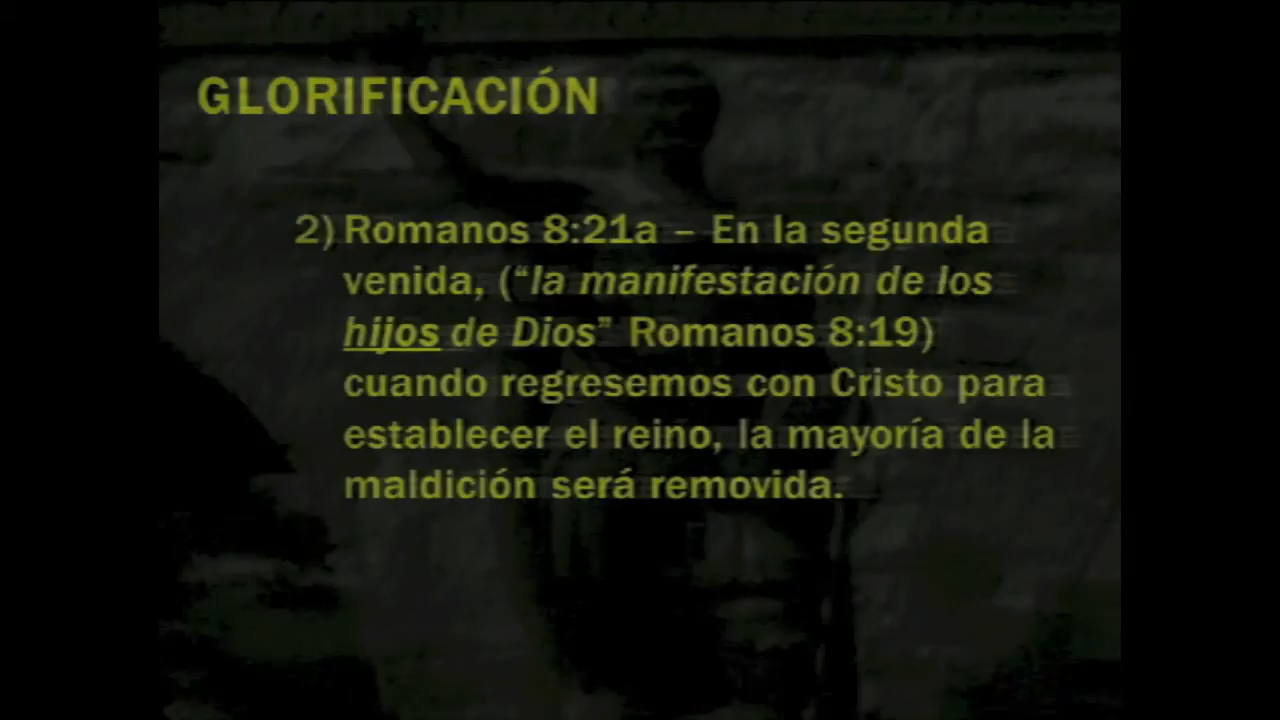 GLORIFICACIÓN
2) Romanos 8:21a – En la segunda
venida, (“la manifestación de los
hijos de Dios” Romanos 8:19)
cuando regresemos con Cristo para
establecer el reino, la mayoría de la
maldición será removida.